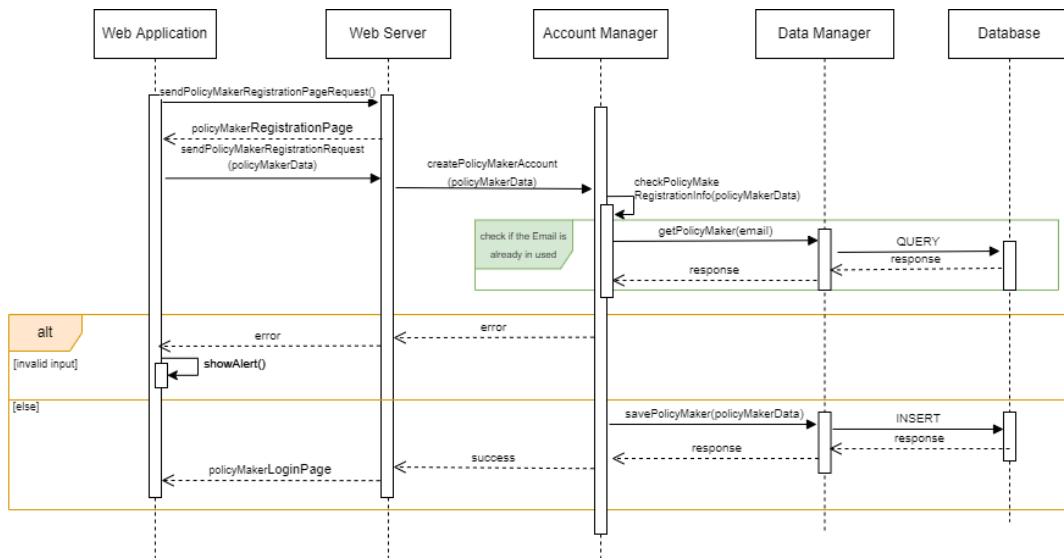 Web Application
Web Server
Account Manager
Data Manager
Database
sendPolicyMakerRegistrationPageRequest()
policyMakerRegistrationPage
sendPolicyMakerRegistrationRequest
(policyMakerData)
createPolicyMakerAccount
(policyMakerData)
checkPolicyMake
RegistrationInfo(policyMakerData)
check if the Email is
already in used
getPolicyMaker(email)
QUERY
response
response
alt
error
error
[invalid input]
showAlert()
[else]
savePolicyMaker(policyMakerData)
INSERT
response
response
success
policyMakerLoginPage